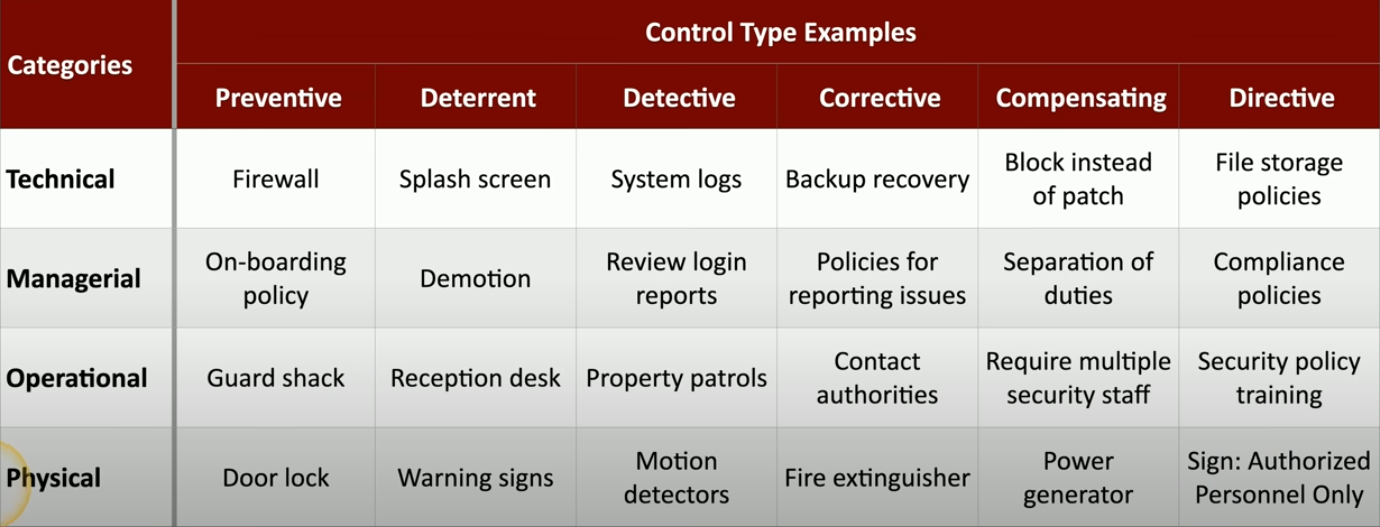 Categories
Control Type Examples
Preventive
Deterrent
Detective
Corrective
Compensating
Directive
Technical
Firewall
Splash screen
System logs
Backup recovery
Block instead
of patch
File storage
policies
Managerial
On-boarding
policy
Demotion
Review login
reports
Policies for
reporting issues
Separation of
duties
Compliance
policies
Operational
Guard shack
Reception desk
Property patrols
Contact
authorities
Require multiple
security staff
Security policy
training
Physical
Door lock
Warning signs
Motion
detectors
Fire extinguisher
Power
generator
Sign: Authorized
Personnel Only